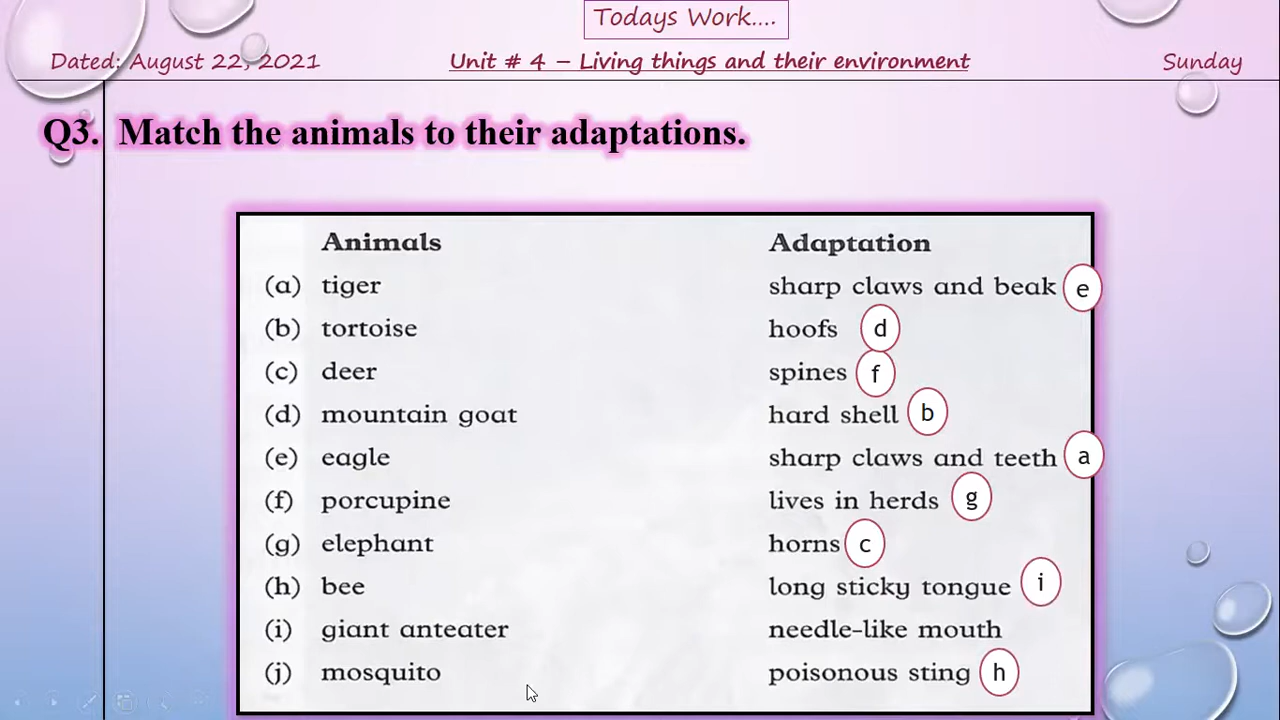 Todays Work....
Dated: August 22, 2021 Unit # 4 – Living things and their environment Sunday
Q3. Match the animals to their adaptations.
Animals Adaptation
(a) tiger sharp claws and beak e
(b) tortoise hoofs d
(c) deer spines f
(d) mountain goat hard shell b
(e) eagle sharp claws and teeth a
(f) porcupine lives in herds g
(g) elephant horns c
(h) bee long sticky tongue i
(i) giant anteater needle-like mouth
(j) mosquito poisonous sting h